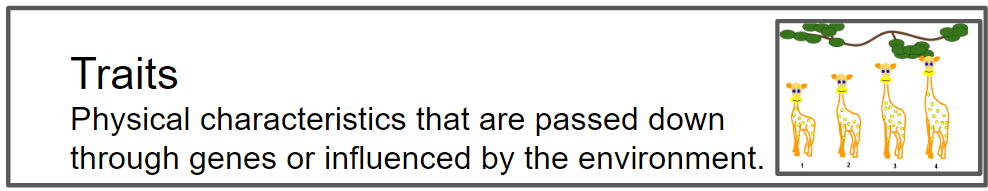 Traits
Physical characteristics that are passed down
through genes or influenced by the environment.
1 2 3 4